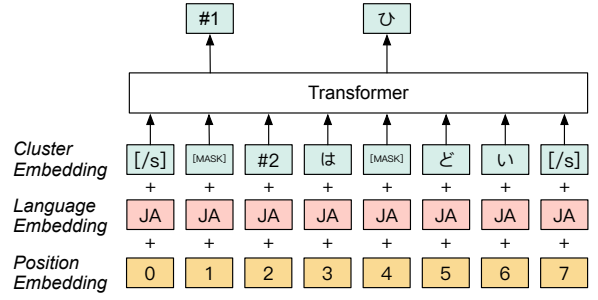 #1 ひ
Transformer
Cluster Embedding [/s] [MASK] #2 は [MASK] ど い [/s]
+ + + + + + + +
Language Embedding JA JA JA JA JA JA JA JA
+ + + + + + + +
Position Embedding 0 1 2 3 4 5 6 7